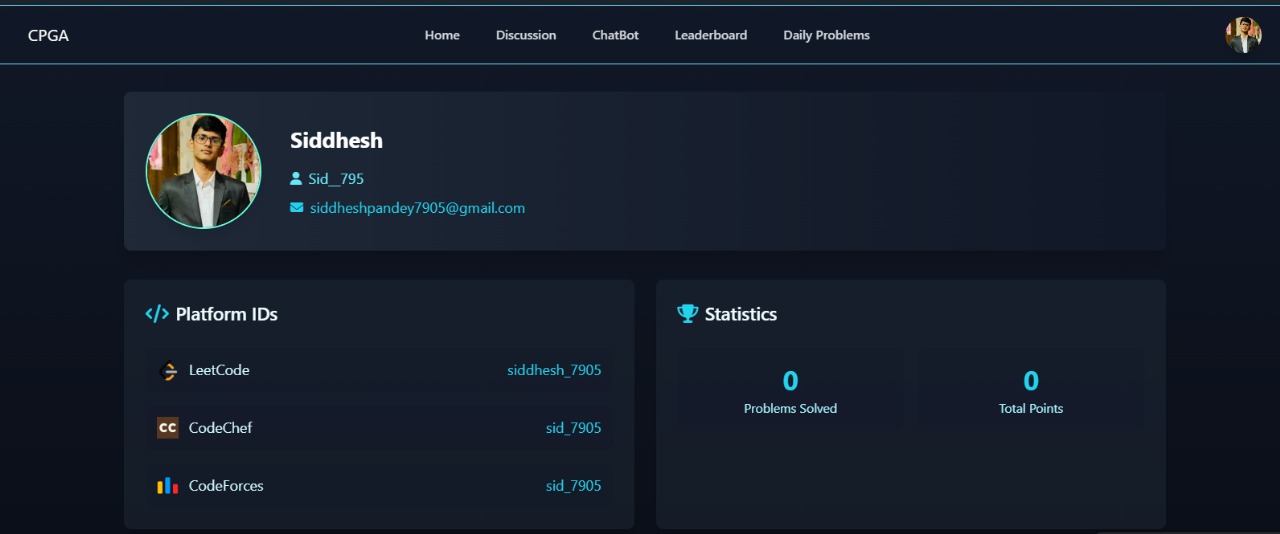 CPGA Home Discussion ChatBot Leaderboard Daily Problems
Siddhesh
Sid__795
siddheshpandey7905@gmail.com
Platform IDs
LeetCode siddhesh_7905
CC CodeChef sid_7905
CodeForces sid_7905
Statistics
0 0
Problems Solved Total Points